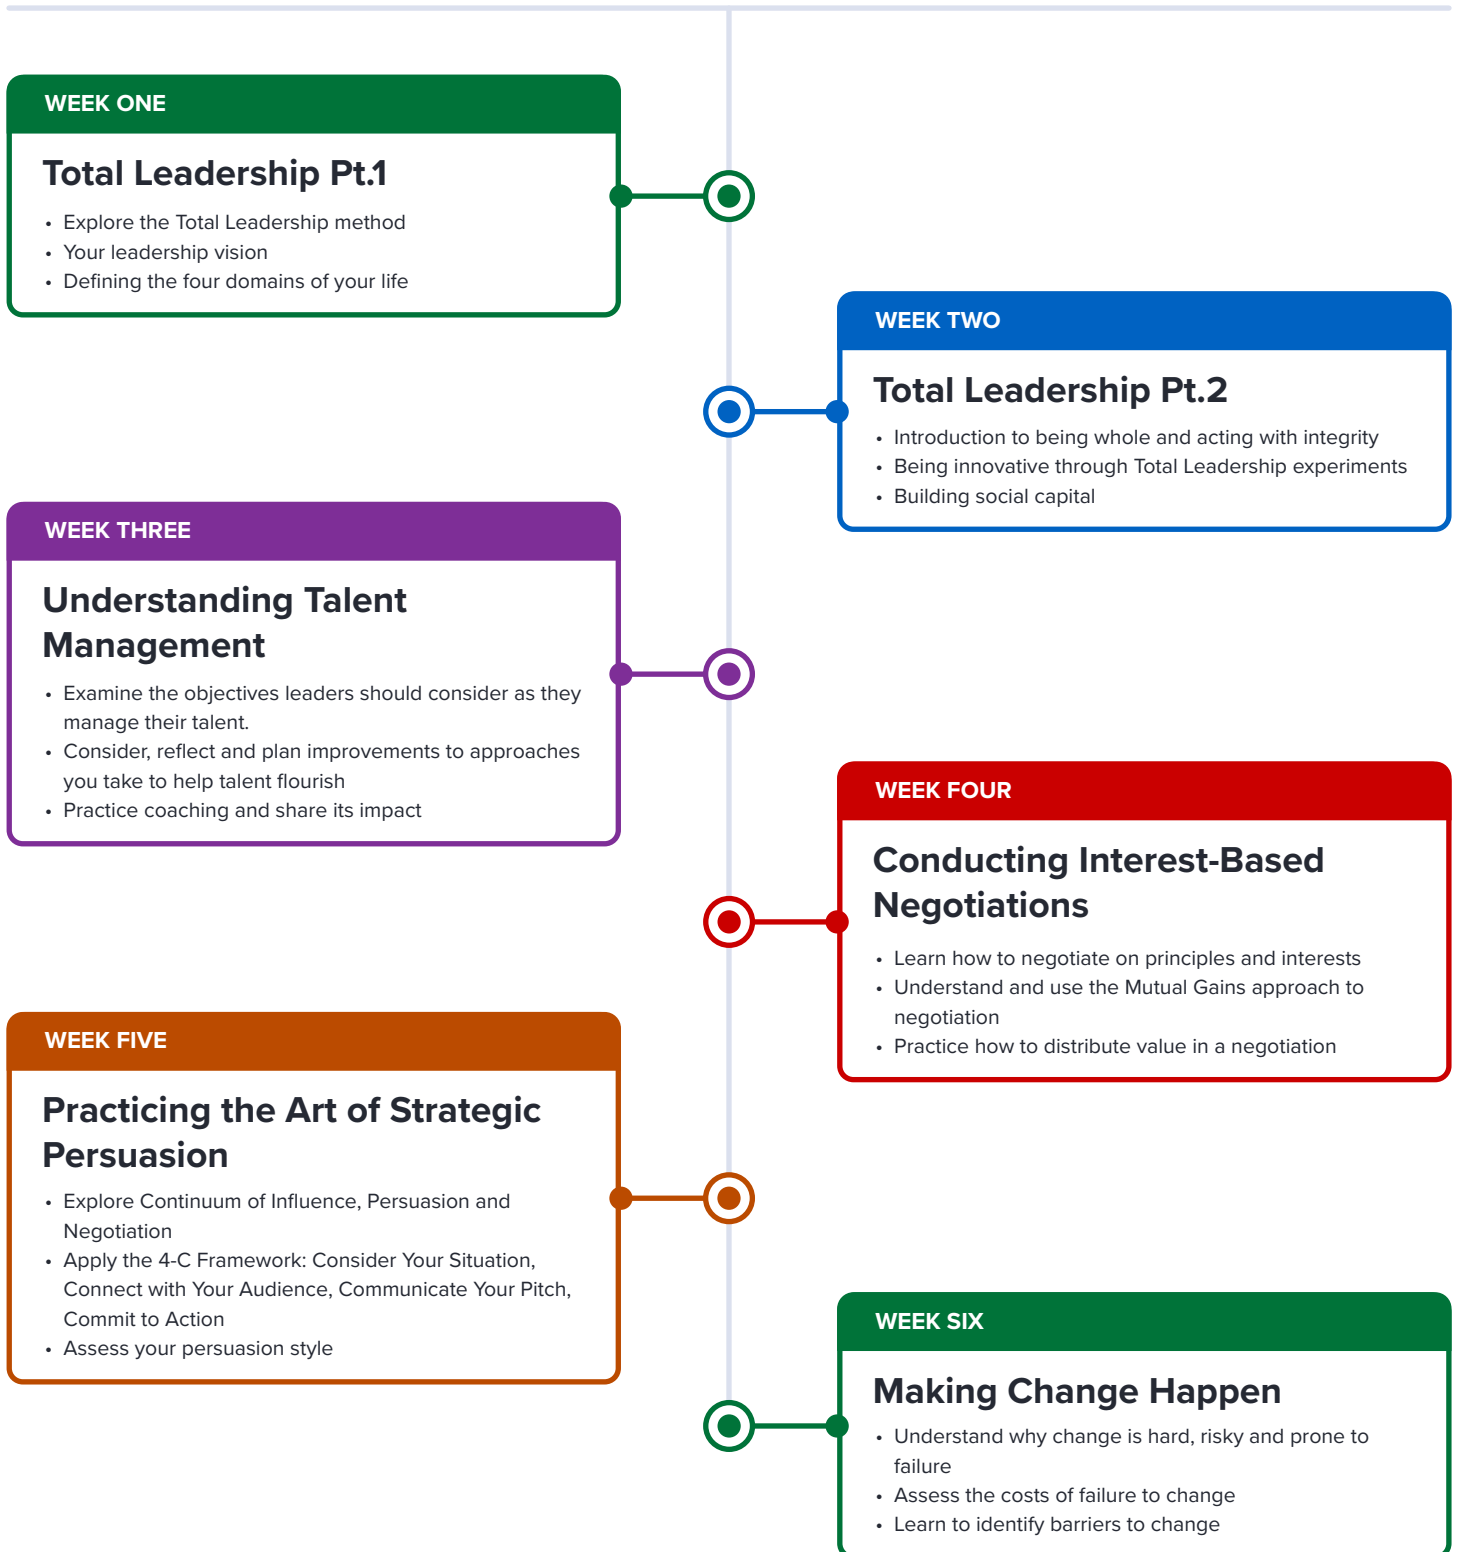 WEEK ONE
Total Leadership Pt.1
• Explore the Total Leadership method
• Your leadership vision
• Defining the four domains of your life
WEEK TWO
Total Leadership Pt.2
• Introduction to being whole and acting with integrity
• Being innovative through Total Leadership experiments
• Building social capital
WEEK THREE
Understanding Talent
Management
• Examine the objectives leaders should consider as they
manage their talent.
• Consider, reflect and plan improvements to approaches
you take to help talent flourish
• Practice coaching and share its impact
WEEK FOUR
Conducting Interest-Based
Negotiations
• Learn how to negotiate on principles and interests
• Understand and use the Mutual Gains approach to
negotiation
• Practice how to distribute value in a negotiation
WEEK FIVE
Practicing the Art of Strategic
Persuasion
• Explore Continuum of Influence, Persuasion and
Negotiation
• Apply the 4-C Framework: Consider Your Situation,
Connect with Your Audience, Communicate Your Pitch,
Commit to Action
• Assess your persuasion style
WEEK SIX
Making Change Happen
• Understand why change is hard, risky and prone to
failure
• Assess the costs of failure to change
• Learn to identify barriers to change